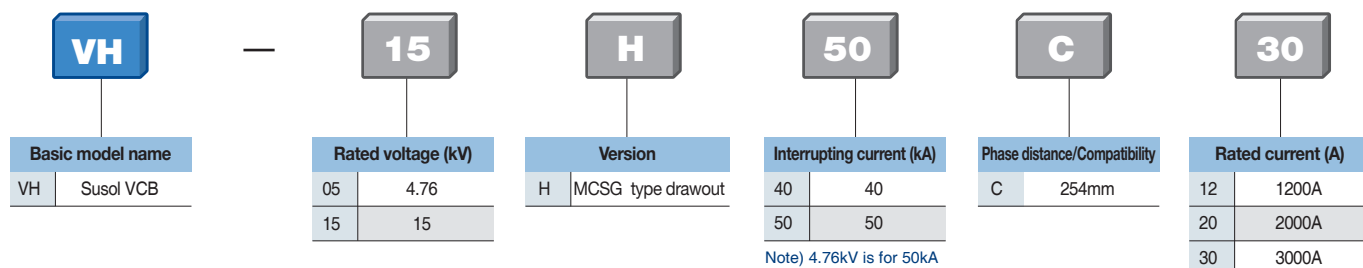 VH — 15 H 50 C 30
Basic model name
VH Susol VCB
Rated voltage (kV)
05 4.76
15 15
Version
H MCSG type drawout
Interrupting current (kA)
40 40
50 50
Note) 4.76kV is for 50kA
Phase distance/Compatibility
C 254mm
Rated current (A)
12 1200A
20 2000A
30 3000A